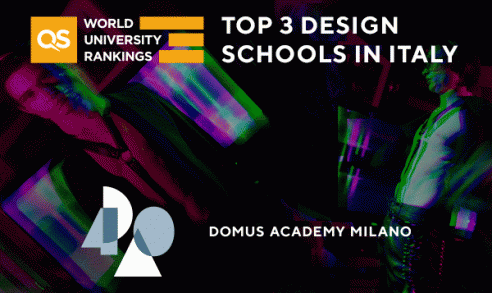 QS WORLD
UNIVERSITY
RANKINGS
TOP 3 DESIGN
SCHOOLS IN ITALY
DOMUS ACADEMY MILANO